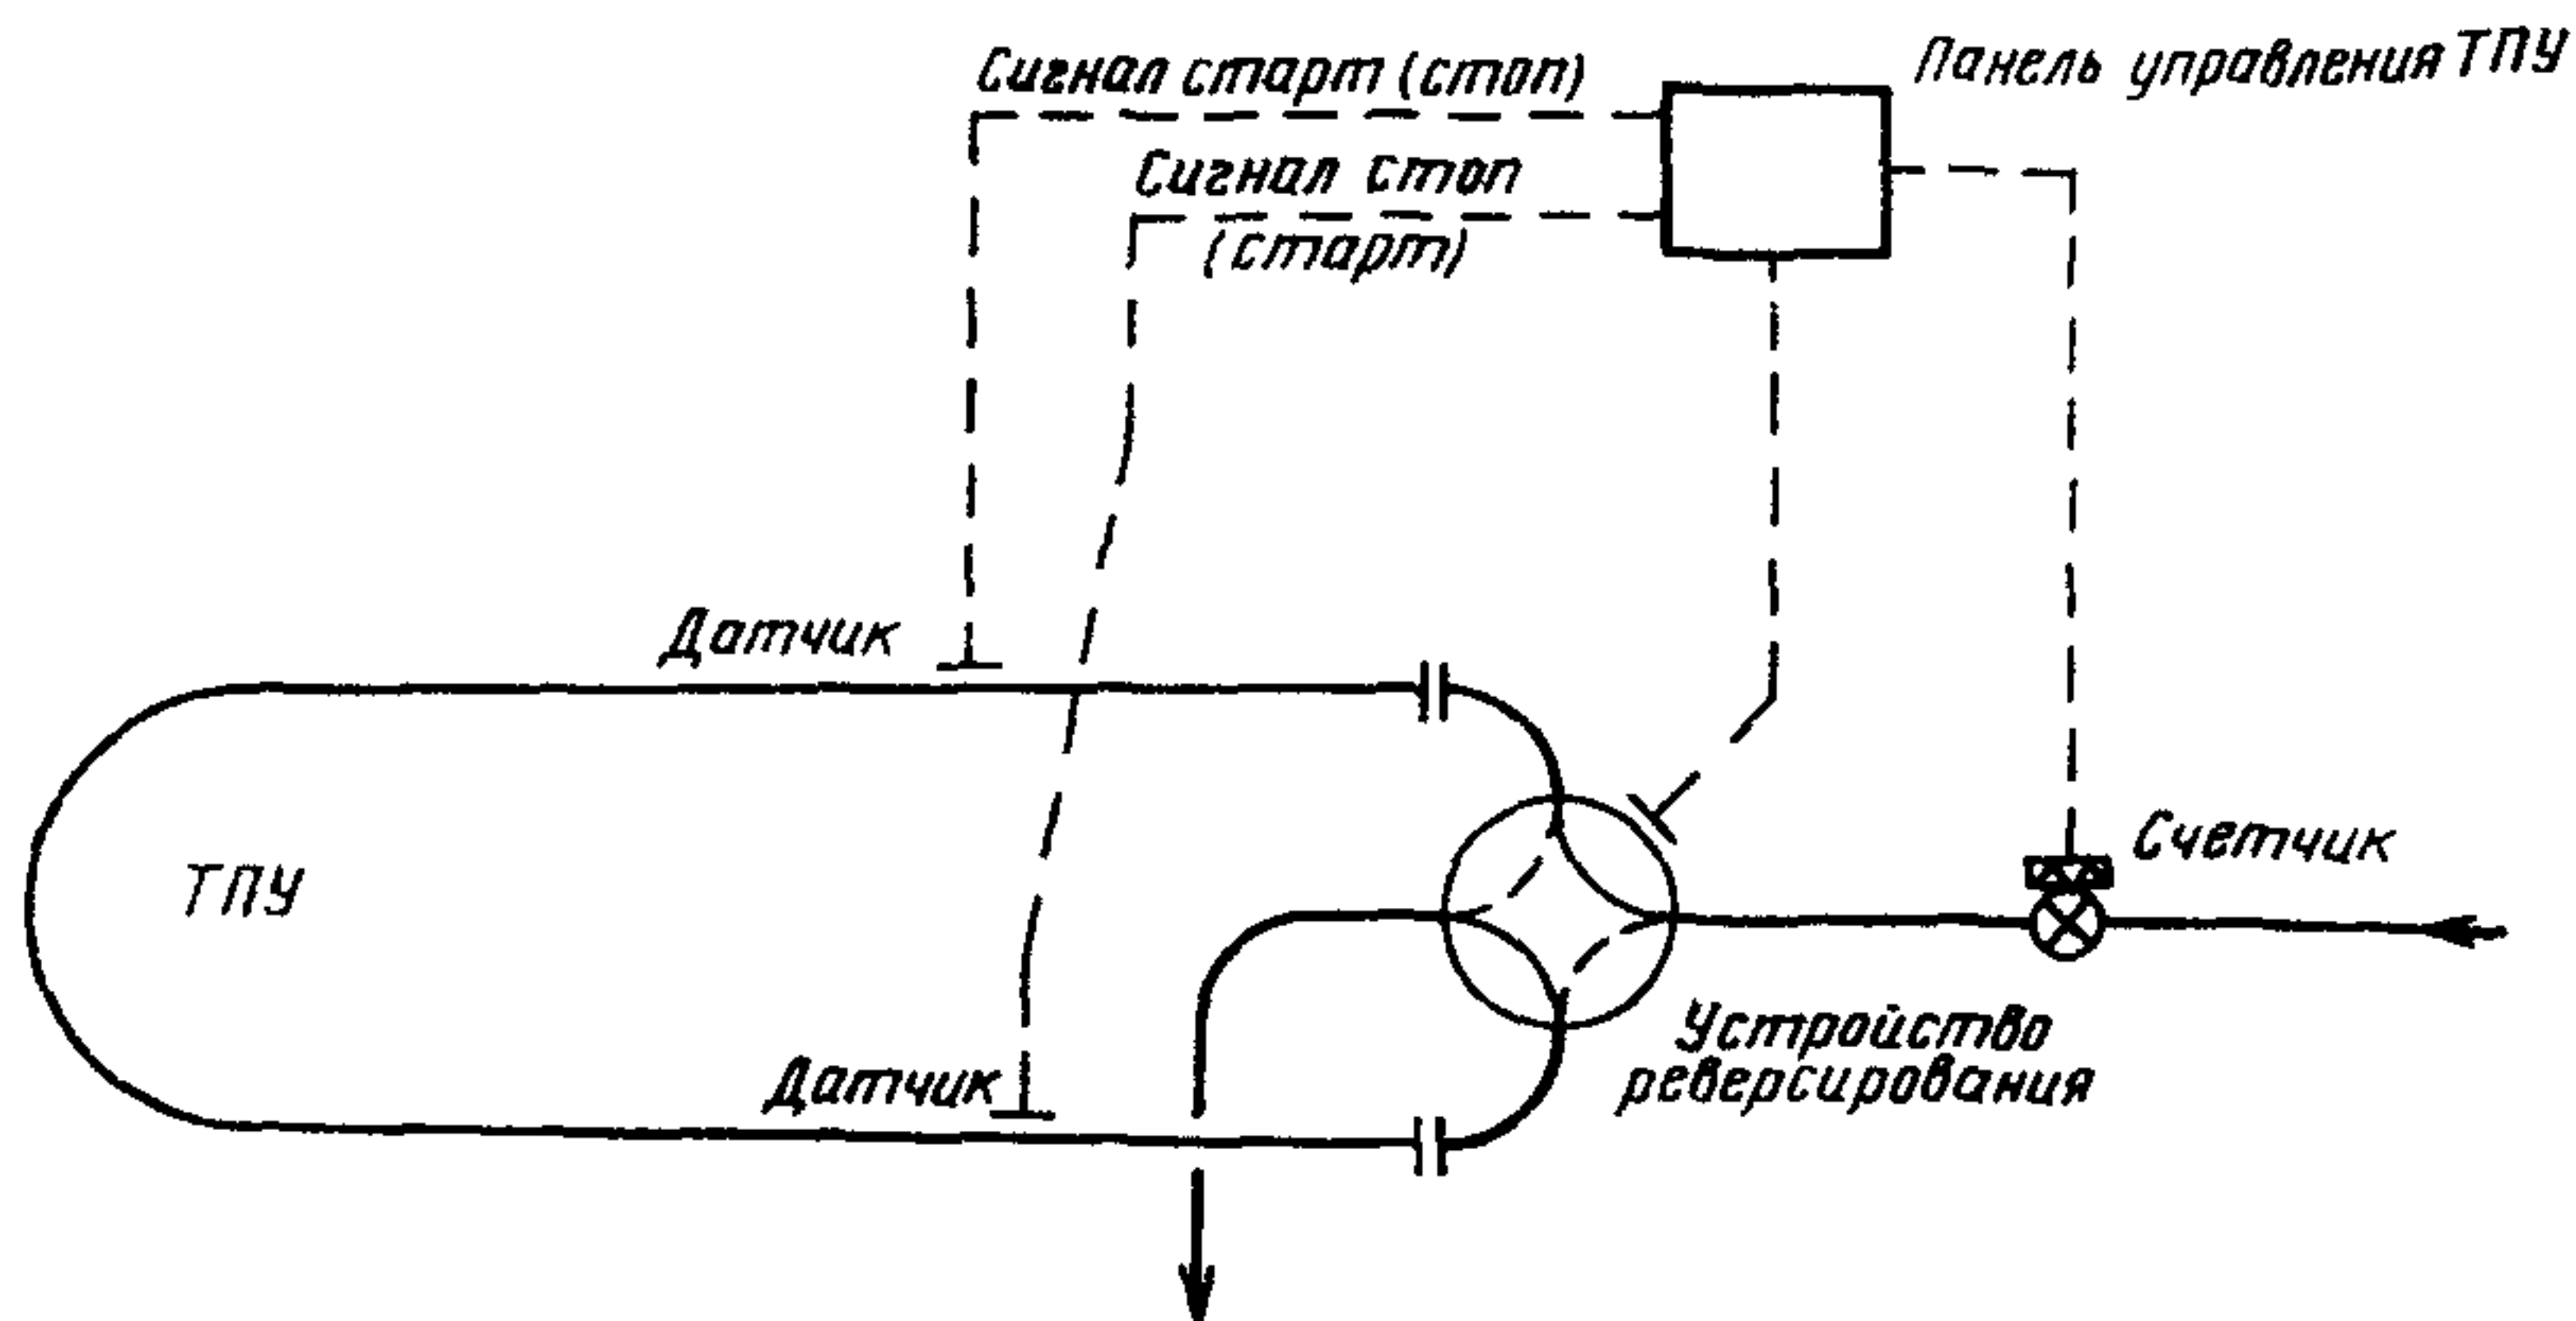 Сигнал старт (стоп)
Панель управления ТПУ
Сигнал стоп
(старт)
Датчик
ТПУ
Счетчик
Устройство
реверсирования
Датчик